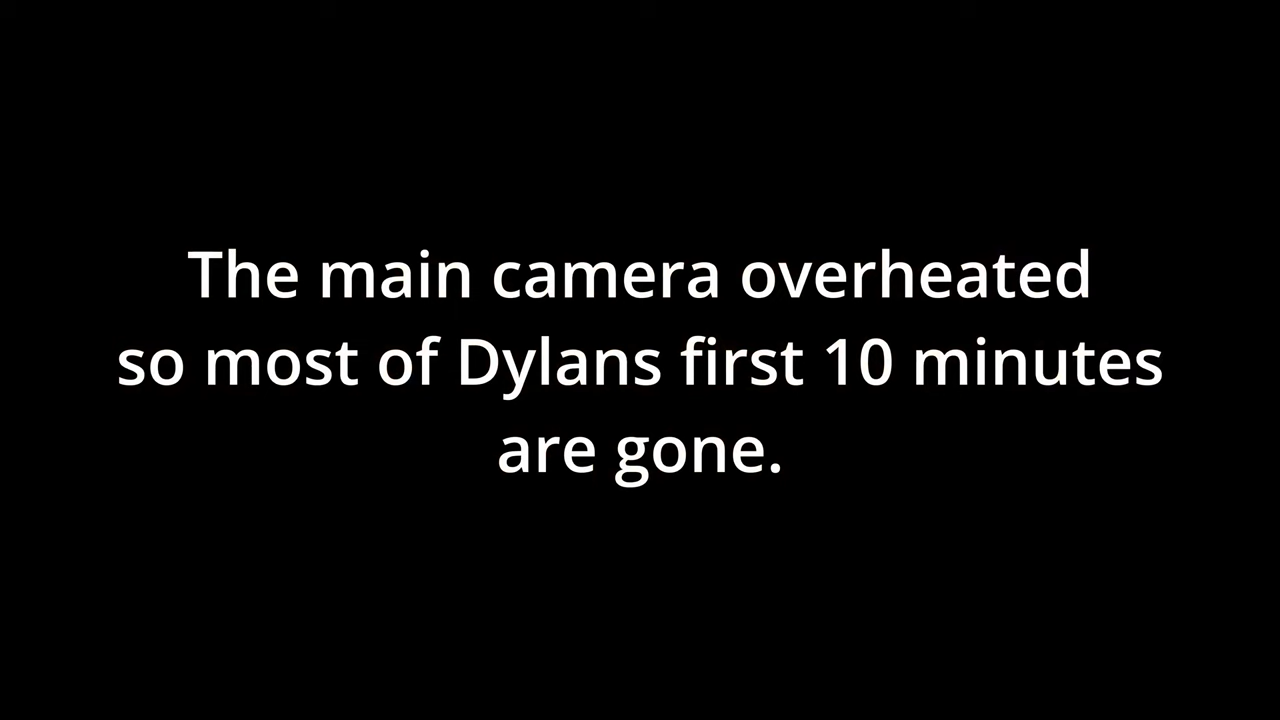 The main camera overheated
so most of Dylans first 10 minutes
are gone.